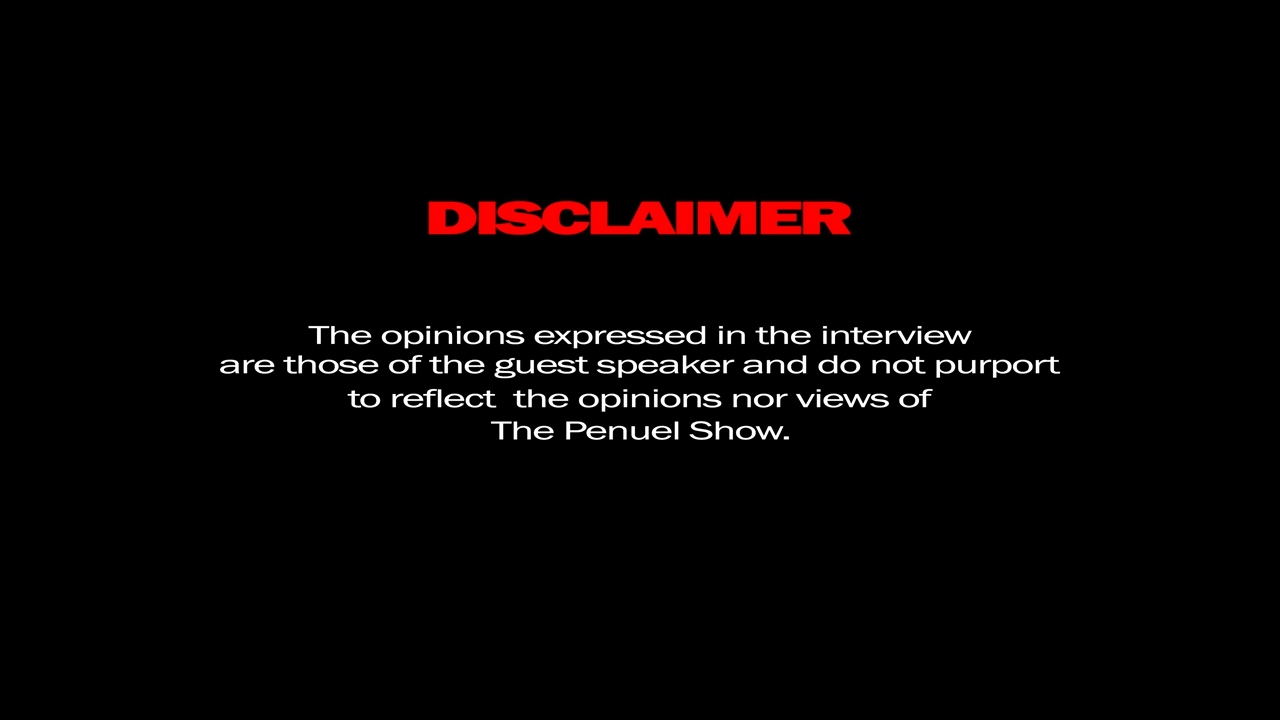 DISCLAIMER
The opinions expressed in the interview
are those of the guest speaker and do not purport
to reflect  the opinions nor views of
The Penuel Show.